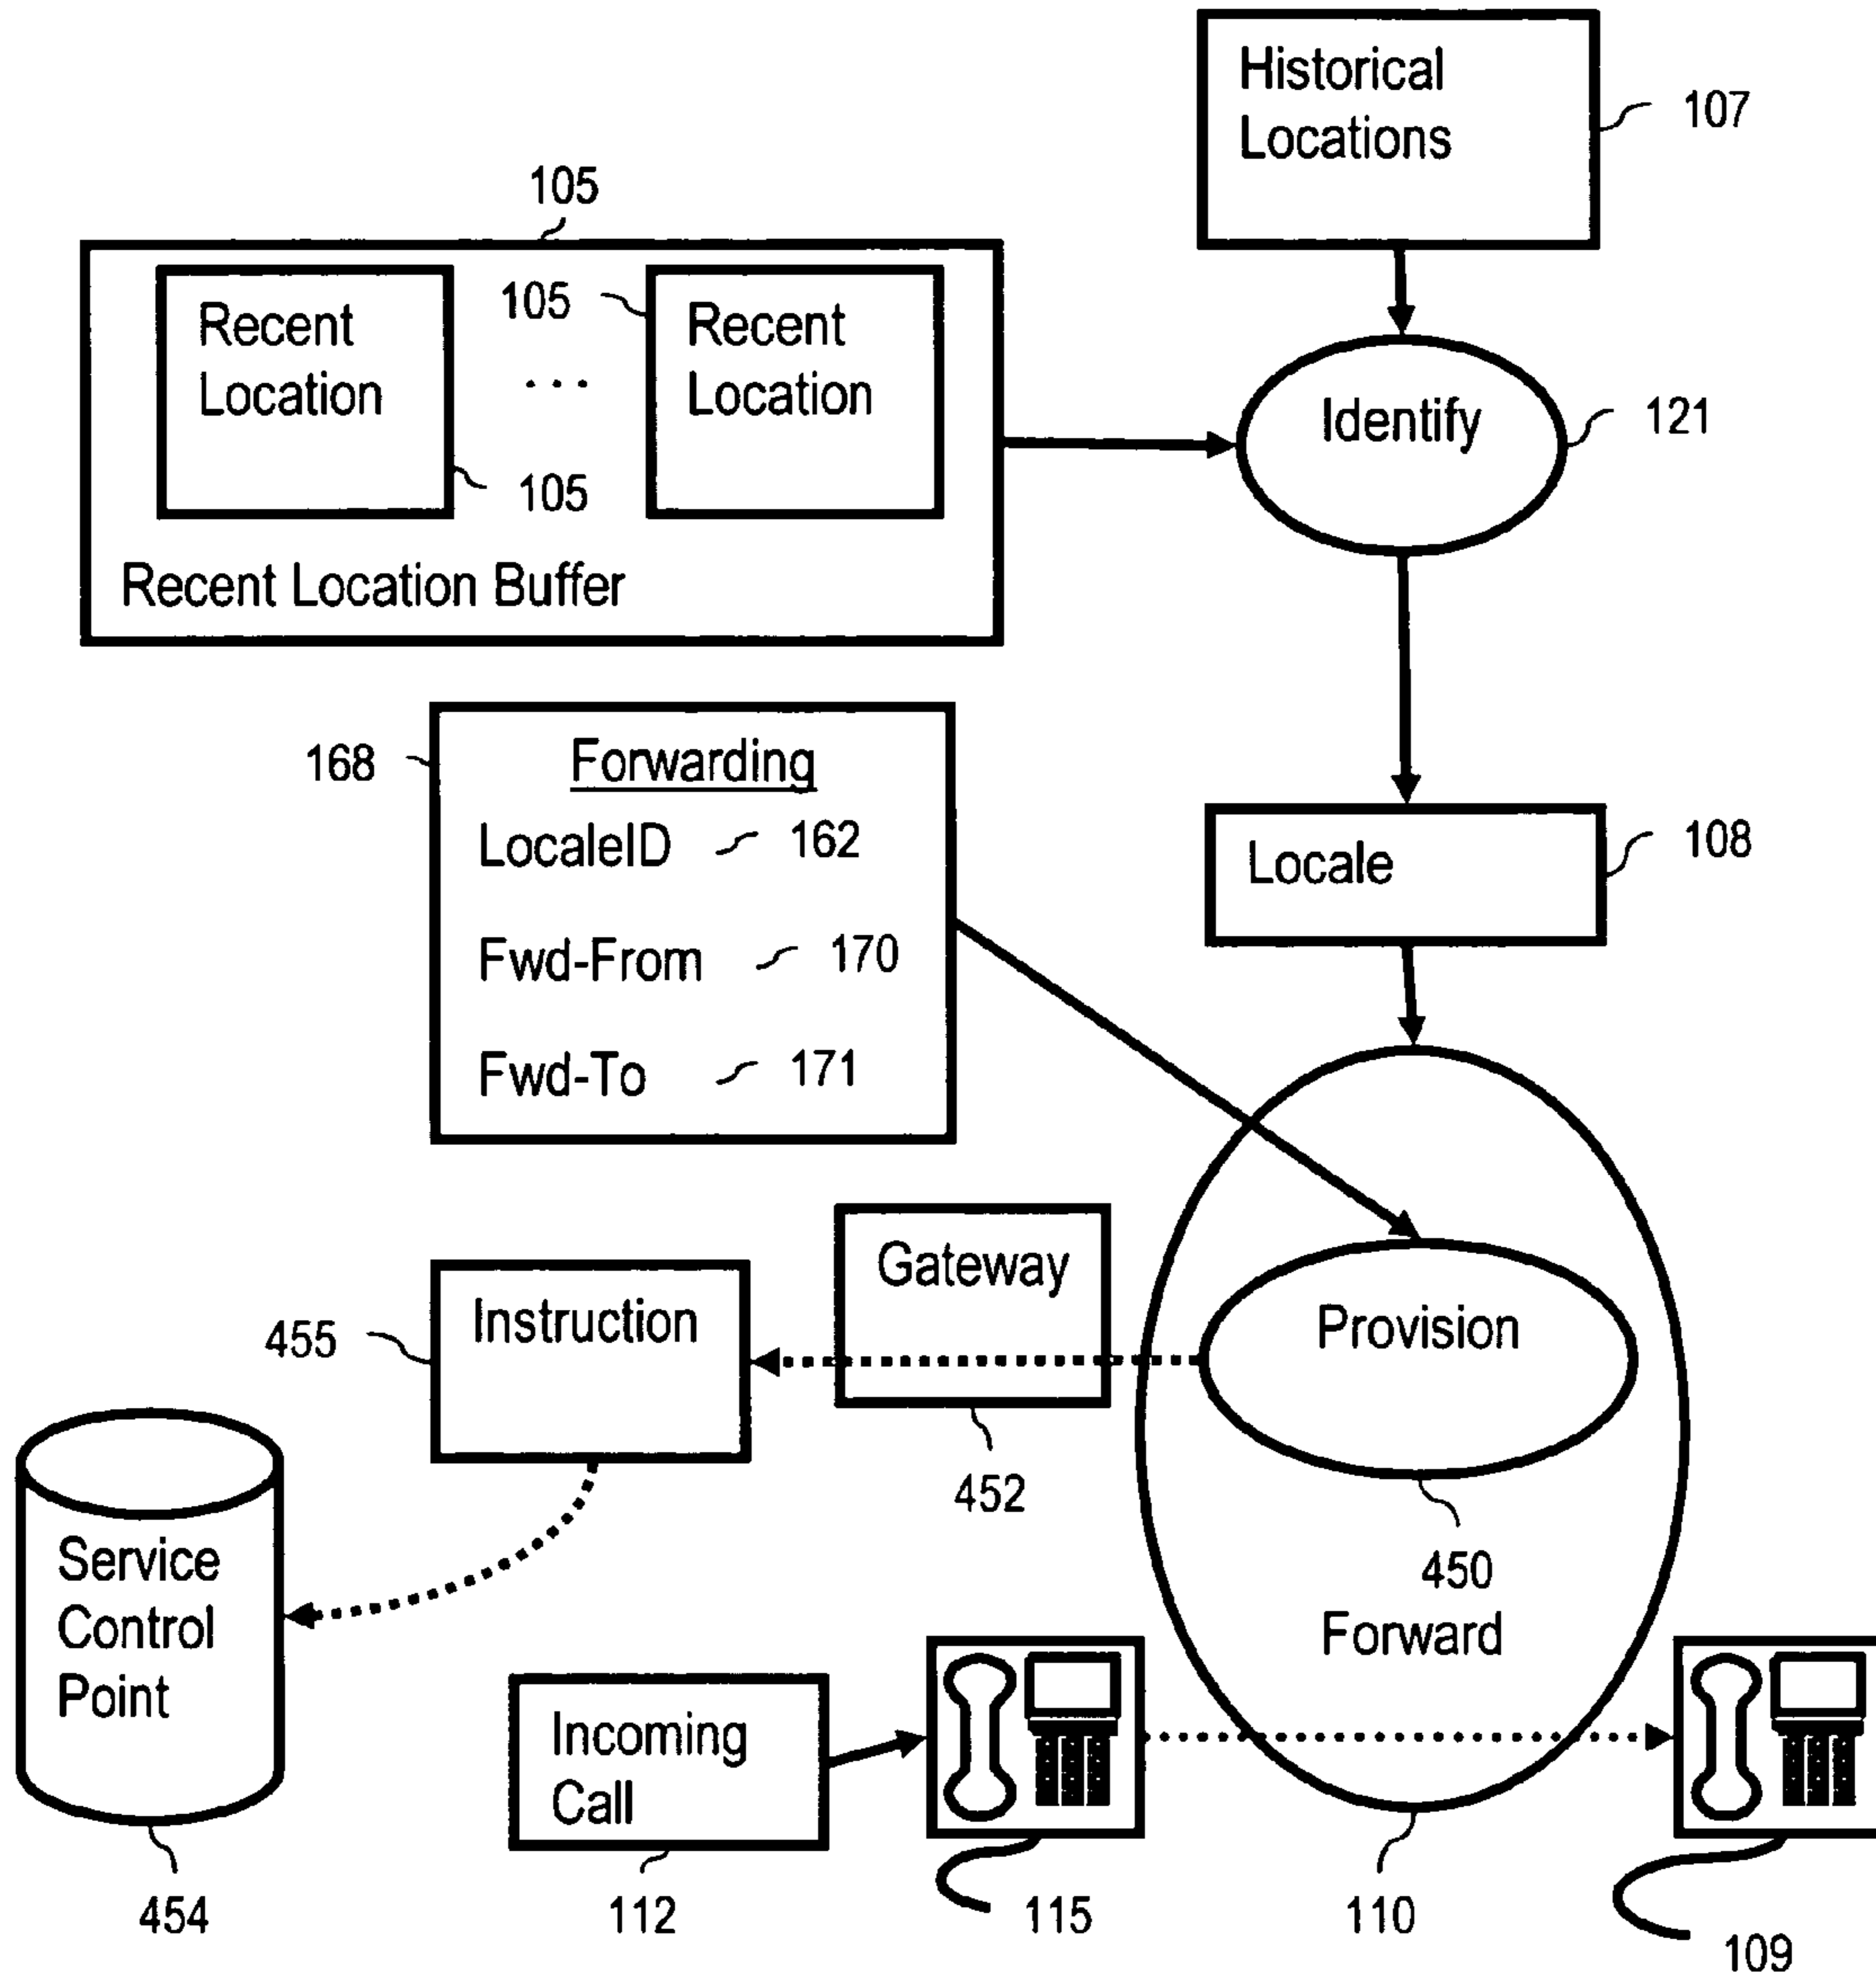 Historical
Locations
107
105
Recent
Location
105
. . .
105
Recent
Location
Recent Location Buffer
Identify
121
168
Forwarding
LocaleID 162
Fwd-From 170
Fwd-To 171
Locale
108
Gateway
452
Instruction
455
Provision
450
Forward
Service
Control
Point
454
Incoming
Call
112
115
110
109